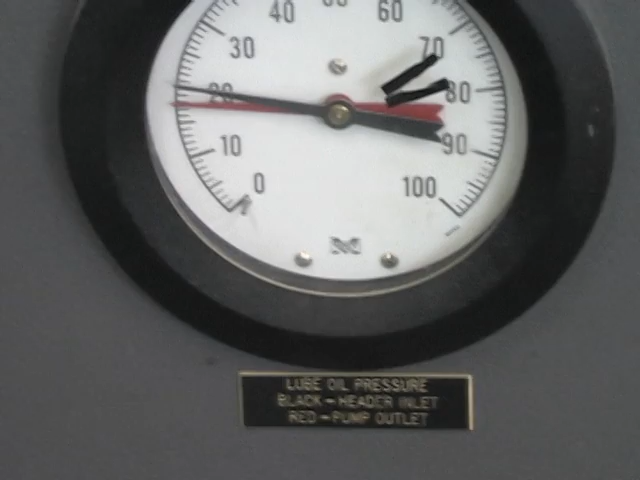 40 50 60
30 70
20 80
10 90
0 100
LUBE OIL PRESSURE
BLACK-HEADER INLET
RED-PUMP OUTLET